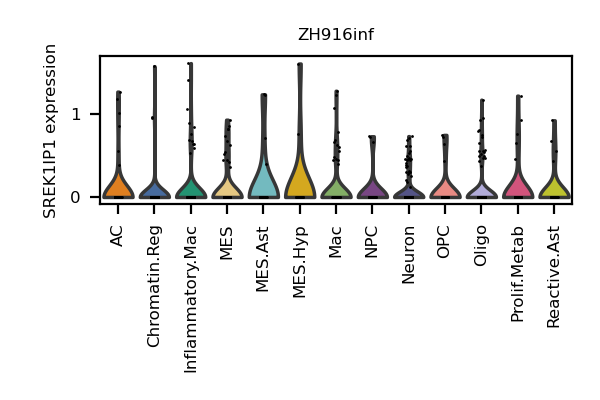 ZH916inf
SREK1IP1 expression
1
0
AC
Chromatin.Reg
Inflammatory.Mac
MES
MES.Ast
MES.Hyp
Mac
NPC
Neuron
OPC
Oligo
Prolif.Metab
Reactive.Ast